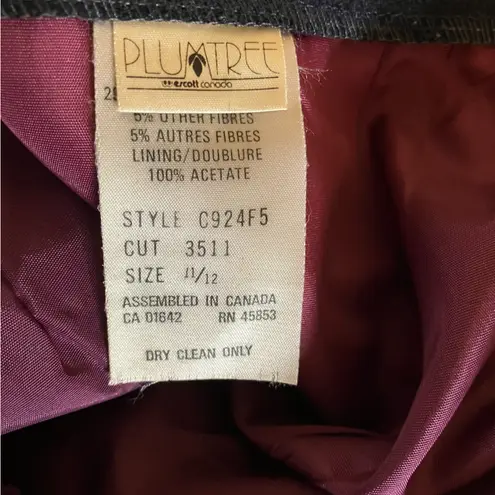 PLUMTREE
escott canada
5% OTHER FIBRES
5% AUTRES FIBRES
LINING/DOUBLURE
100% ACETATE
STYLE C924F5
CUT 3511
SIZE 11/12
ASSEMBLED IN CANADA
CA 01642 RN 45853
DRY CLEAN ONLY